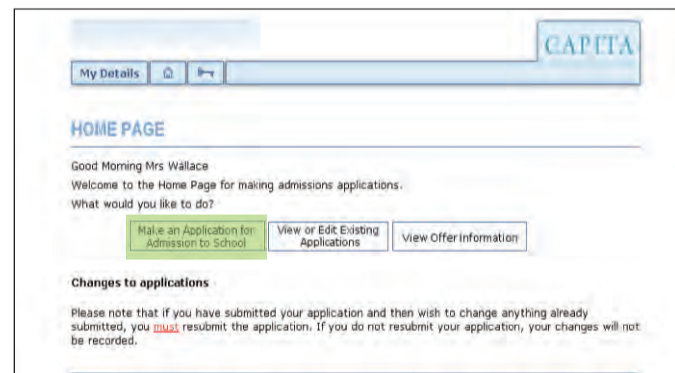 CAPITA
My Details
HOME PAGE
Good Morning Mrs Wallace
Welcome to the Home Page for making admissions applications.
What would you like to do?
Make an Application for
Admission to School
View or Edit Existing
Applications
View Offer Information
Changes to applications
Please note that if you have submitted your application and then wish to change anything already
submitted, you must resubmit the application. If you do not resubmit your application, your changes will not
be recorded.